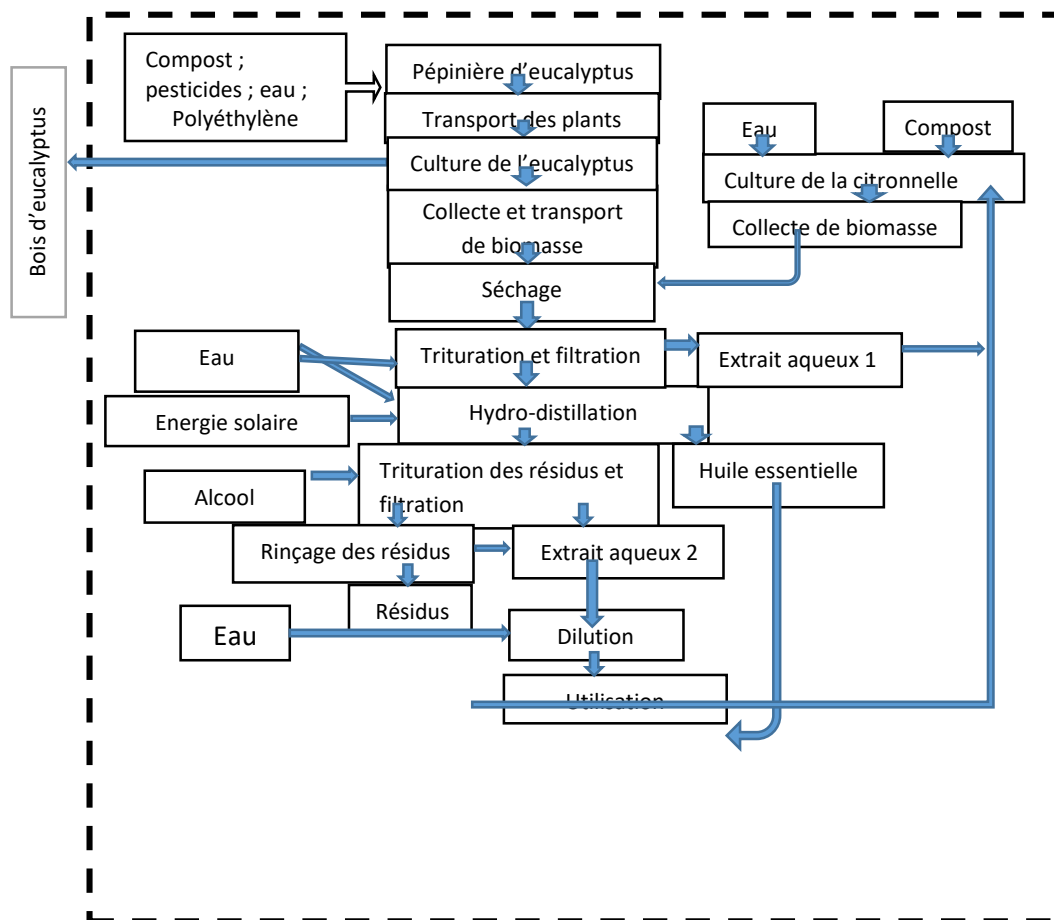 Compost ;
pesticides ; eau ;
Polyéthylène
Pépinière d’eucalyptus
Transport des plants
Eau
Compost
Bois d’eucalyptus
Culture de l’eucalyptus
Culture de la citronnelle
Collecte et transport
de biomasse
Collecte de biomasse
Séchage
Eau
Trituration et filtration
Extrait aqueux 1
Energie solaire
Hydro-distillation
Alcool
Trituration des résidus et
filtration
Huile essentielle
Rinçage des résidus
Extrait aqueux 2
Résidus
Eau
Dilution
Utilisation